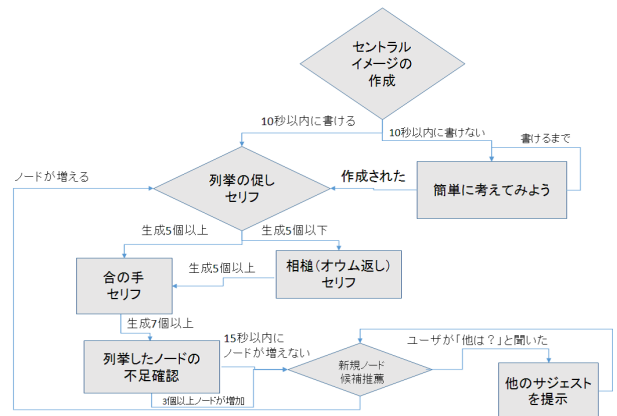 セントラル
イメージの
作成
10秒以内に書ける
10秒以内に書けない
書けるまで
ノードが増える
列挙の促し
セリフ
作成された
簡単に考えてみよう
生成5個以上
生成5個以下
合の手
セリフ
生成5個以上
相槌(オウム返し)
セリフ
生成7個以上
15秒以内に
ノードが増えない
ユーザが「他は?」と聞いた
列挙したノードの
不足確認
新規ノード
候補推薦
3個以上ノードが増加
他のサジェスト
を提示